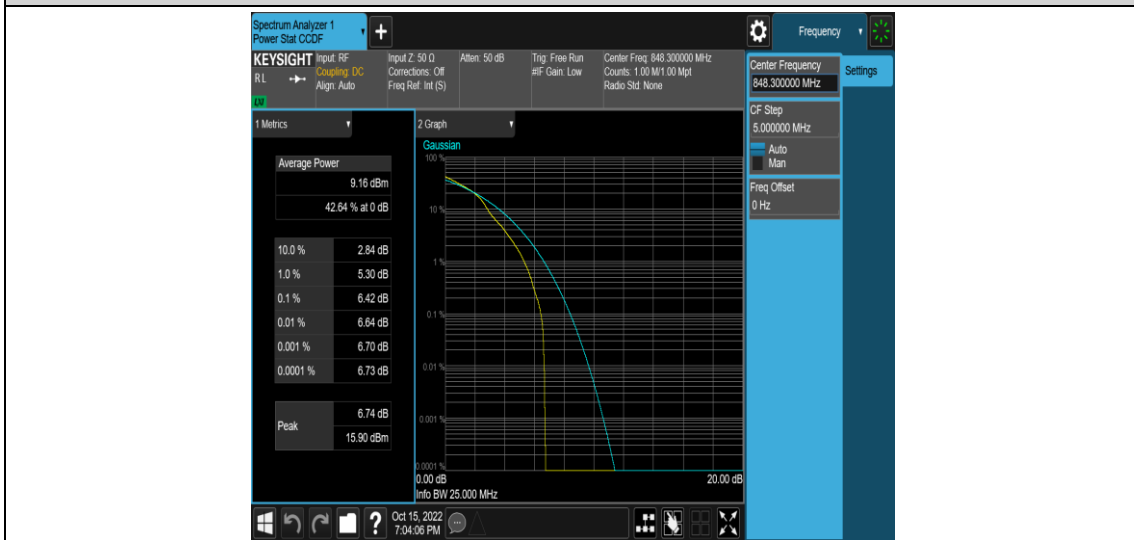 Spectrum Analyzer 1
Power Stat CCDF
+
Frequency
KEYSIGHT
Input: RF
Coupling: DC
Align: Auto
RL
Input Z: 50 Ω
Corrections: Off
Freq Ref: Int (S)
Atten: 50 dB
Trig: Free Run
#IF Gain: Low
Center Freq: 848.300000 MHz
Counts: 1.00 M/1.00 Mpt
Radio Std: None
Center Frequency
848.300000 MHz
Settings
CF Step
5.000000 MHz
Auto
Man
Freq Offset
0 Hz
1 Metrics
Average Power
9.16 dBm
42.64 % at 0 dB
10.0 % 2.84 dB
1.0 % 5.30 dB
0.1 % 6.42 dB
0.01 % 6.64 dB
0.001 % 6.70 dB
0.0001 % 6.73 dB
Peak
6.74 dB
15.90 dBm
2 Graph
Gaussian
100 %
10 %
1 %
0.1 %
0.01 %
0.001 %
0.0001 %
0.00 dB
20.00 dB
Info BW 25.000 MHz
?
Oct 15, 2022
7:04:06 PM